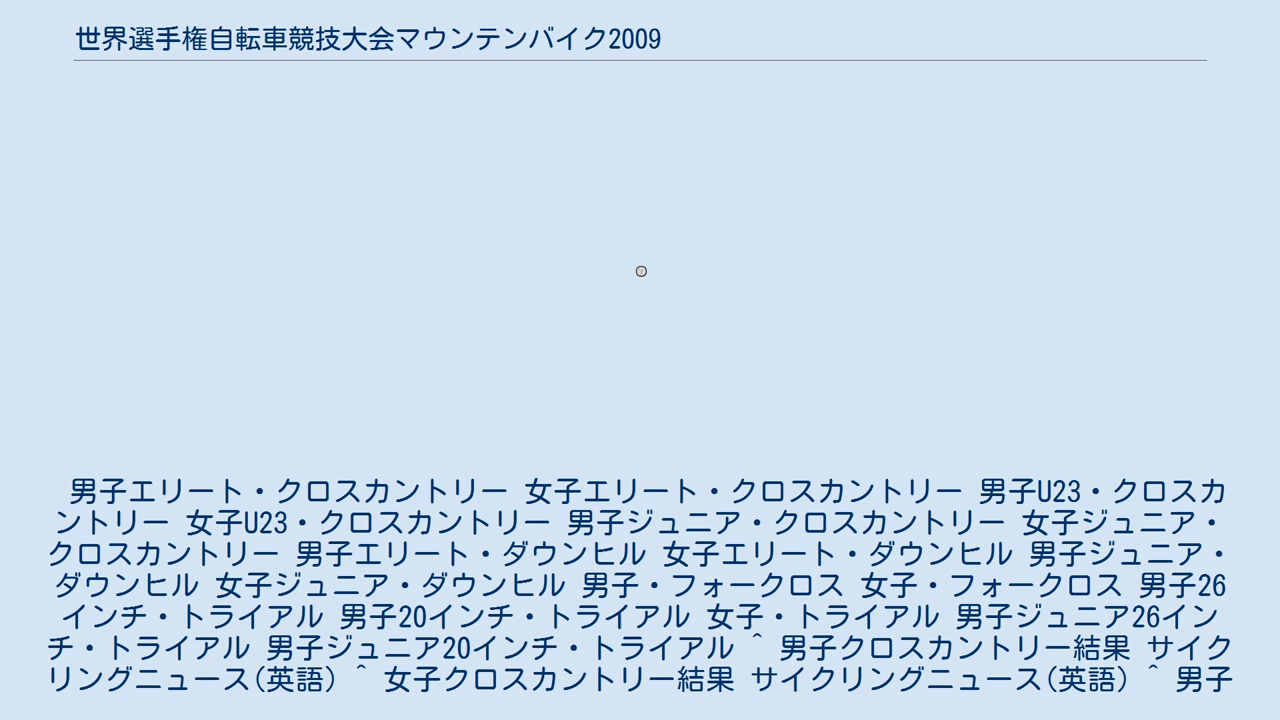 世界選手権自転車競技大会マウンテンバイク2009
男子エリート・クロスカントリー 女子エリート・クロスカントリー 男子U23・クロスカ
ントリー 女子U23・クロスカントリー 男子ジュニア・クロスカントリー 女子ジュニア・
クロスカントリー 男子エリート・ダウンヒル 女子エリート・ダウンヒル 男子ジュニア・
ダウンヒル 女子ジュニア・ダウンヒル 男子・フォークロス 女子・フォークロス 男子26
インチ・トライアル 男子20インチ・トライアル 女子・トライアル 男子ジュニア26イン
チ・トライアル 男子ジュニア20インチ・トライアル ^ 男子クロスカントリー結果 サイク
リングニュース(英語) ^ 女子クロスカントリー結果 サイクリングニュース(英語) ^ 男子